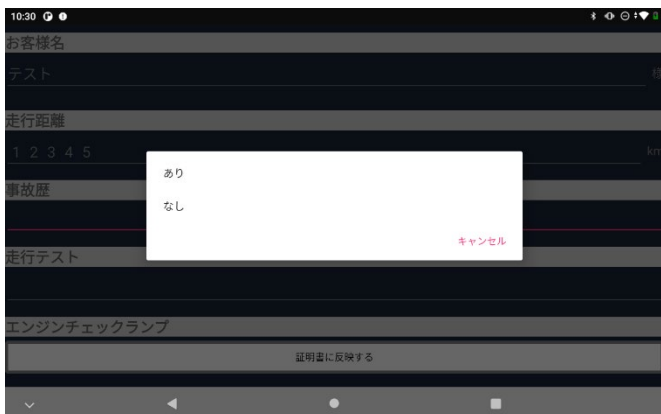 10:30
お客様名
テスト
様
走行距離
１２３４５
km
事故歴
あり
なし
キャンセル
走行テスト
エンジンチェックランプ
証明書に反映する